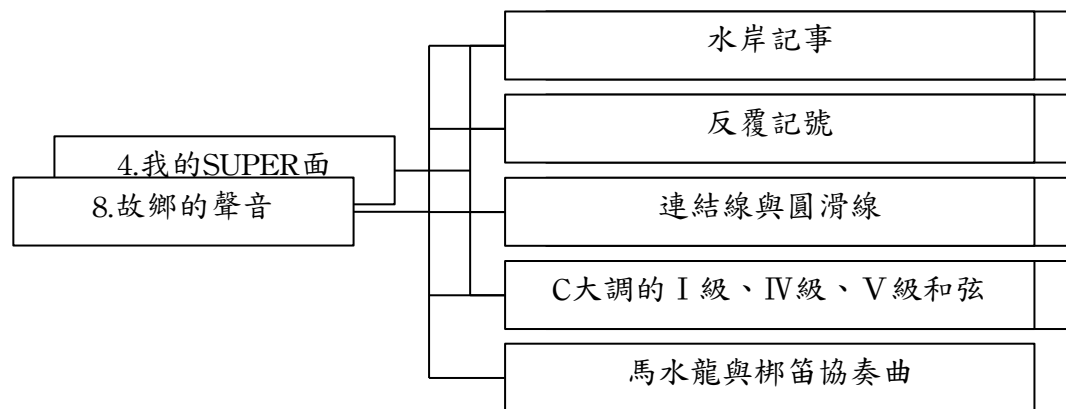 4.我的SUPER面
8.故鄉的聲音
水岸記事
反覆記號
連結線與圓滑線
C大調的Ⅰ級、Ⅳ級、Ⅴ級和弦
馬水龍與梆笛協奏曲